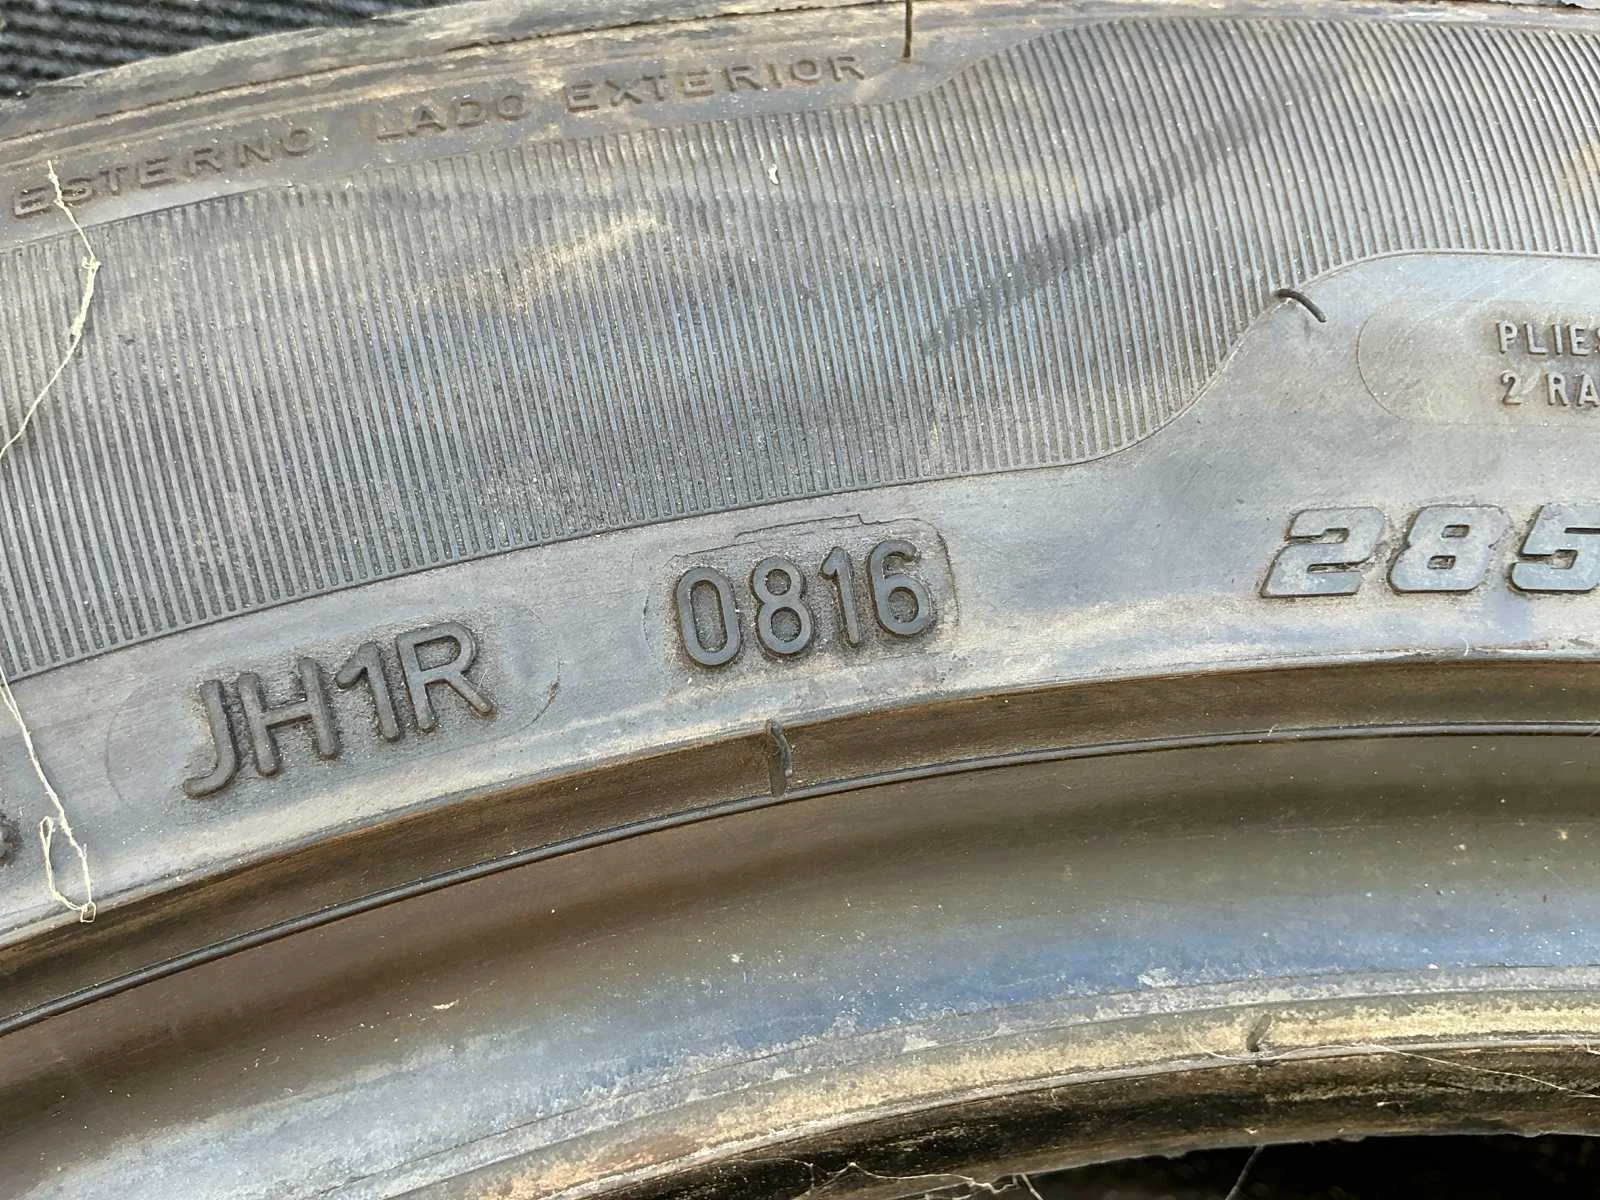 ESTERNO LADO EXTERIOR
PLIES
2 RA
285
JH1R 0816